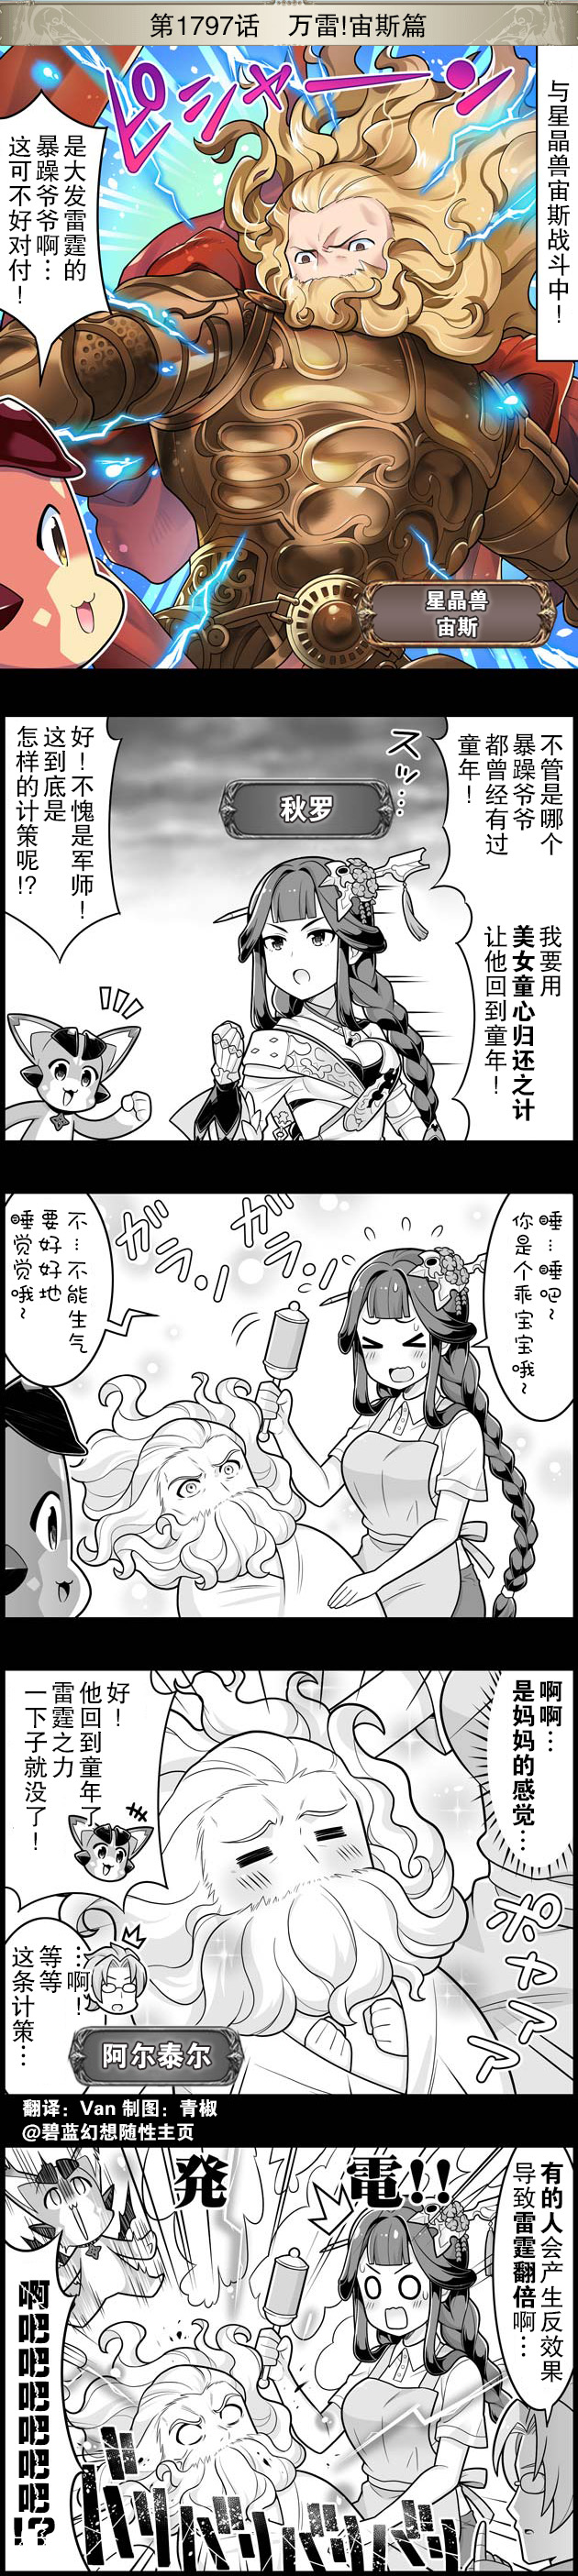 第1797话　万雷!宙斯篇
与星晶兽宙斯战斗中！
ピシャーン
是大发雷霆的
暴躁爷爷啊…
这可不好对付！
星晶兽
宙斯
不管是哪个
暴躁爷爷
都曾经有过
童年！
スッ…
秋罗
我要用
美女童心归还之计
让他回到童年！
好！不愧是军师！
这到底是
怎样的计策呢!?
睡…睡吧~
你是个乖宝宝哦~
ガラン
ガラン
不…不能生气
要好好地
睡觉觉哦~
啊啊…
是妈妈的感觉…
好！
他回到童年了
雷霆之力
一下子就没了！
ポヤァァ
…啊！
等等
这条计策…
阿尔泰尔
翻译：Van 制图：青椒
@碧蓝幻想随性主页
有的人会产生反效果
导致雷霆翻倍啊…
発電!!
バババババ